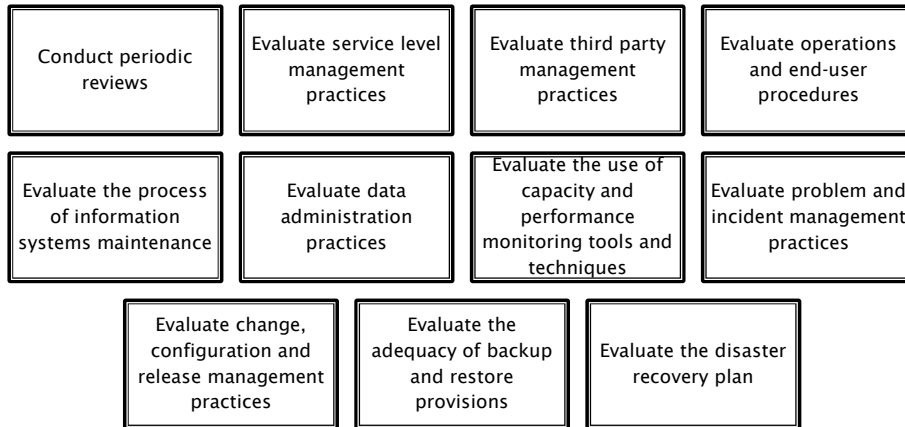 Conduct periodic
reviews
Evaluate service level
management
practices
Evaluate third party
management
practices
Evaluate operations
and end-user
procedures
Evaluate the process
of information
systems maintenance
Evaluate data
administration
practices
Evaluate the use of
capacity and
performance
monitoring tools and
techniques
Evaluate problem and
incident management
practices
Evaluate change,
configuration and
release management
practices
Evaluate the
adequacy of backup
and restore
provisions
Evaluate the disaster
recovery plan